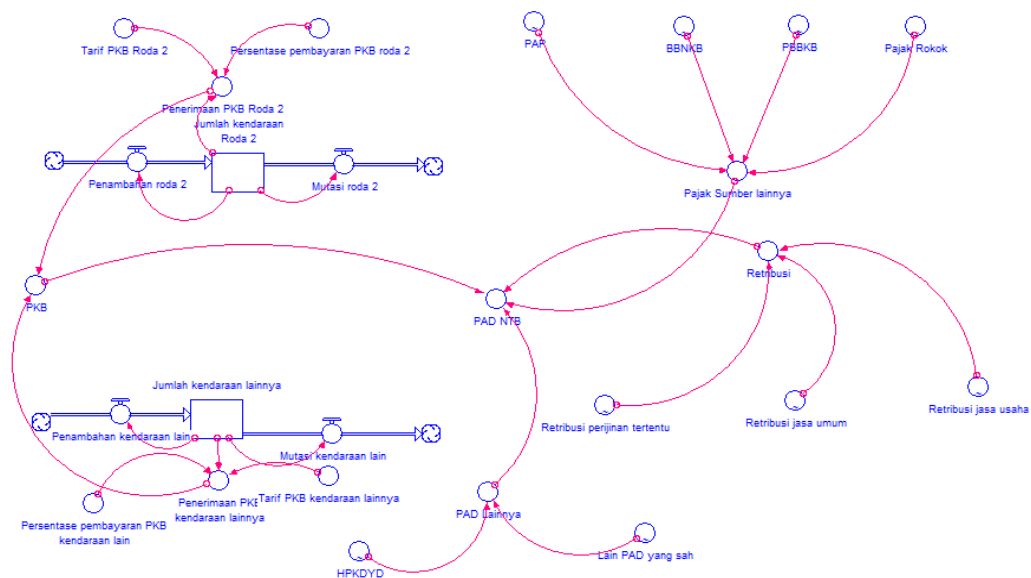 Tarif PKB Roda 2
Persentase pembayaran PKB roda 2
PAP
BBNKB
PBBKB
Pajak Rokok
Penerimaan PKB Roda 2
Jumlah kendaraan
Roda 2
Penambahan roda 2
Mutasi roda 2
Pajak Sumber lainnya
Retribusi
PKB
PAD NTB
Jumlah kendaraan lainnya
Penambahan kendaraan lain
Mutasi kendaraan lain
Retribusi perijinan tertentu
Retribusi jasa umum
Retribusi jasa usaha
Penerimaan PKB
kendaraan lainnya
Tarif PKB kendaraan lainnya
Persentase pembayaran PKB
kendaraan lain
PAD Lainnya
HPKDYD
Lain PAD yang sah